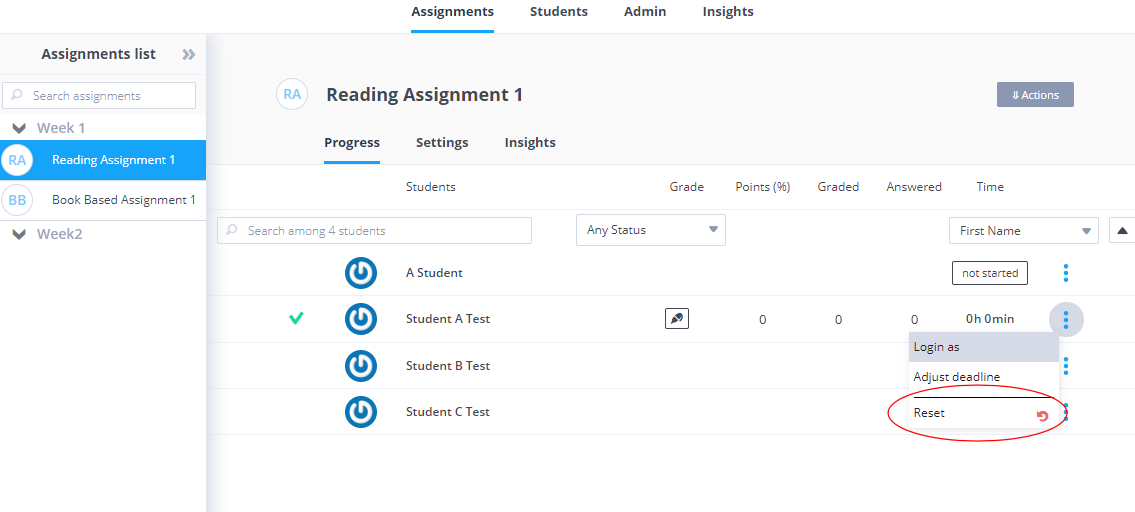 Assignments Students Admin Insights
Assignments list
Search assignments
Week 1
RA Reading Assignment 1
BB Book Based Assignment 1
Week2
RA Reading Assignment 1
⇓ Actions
Progress Settings Insights
Students Grade Points (%) Graded Answered Time
Search among 4 students Any Status First Name
A Student not started
Student A Test 0 0 0 0h 0min
Login as
Student B Test
Adjust deadline
Student C Test
Reset